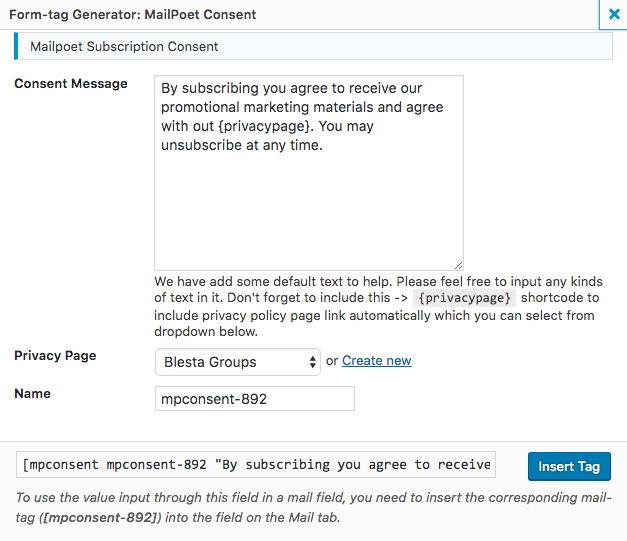 Form-tag Generator: MailPoet Consent
Mailpoet Subscription Consent
Consent Message
By subscribing you agree to receive our
promotional marketing materials and agree
with out {privacypage}. You may
unsubscribe at any time.
We have add some default text to help. Please feel free to input any kinds
of text in it. Don't forget to include this -> {privacypage} shortcode to
include privacy policy page link automatically which you can select from
dropdown below.
Privacy Page
Blesta Groups
or Create new
Name
mpconsent-892
[mpconsent mpconsent-892 "By subscribing you agree to receive
Insert Tag
To use the value input through this field in a mail field, you need to insert the corresponding mail-
tag ([mpconsent-892]) into the field on the Mail tab.